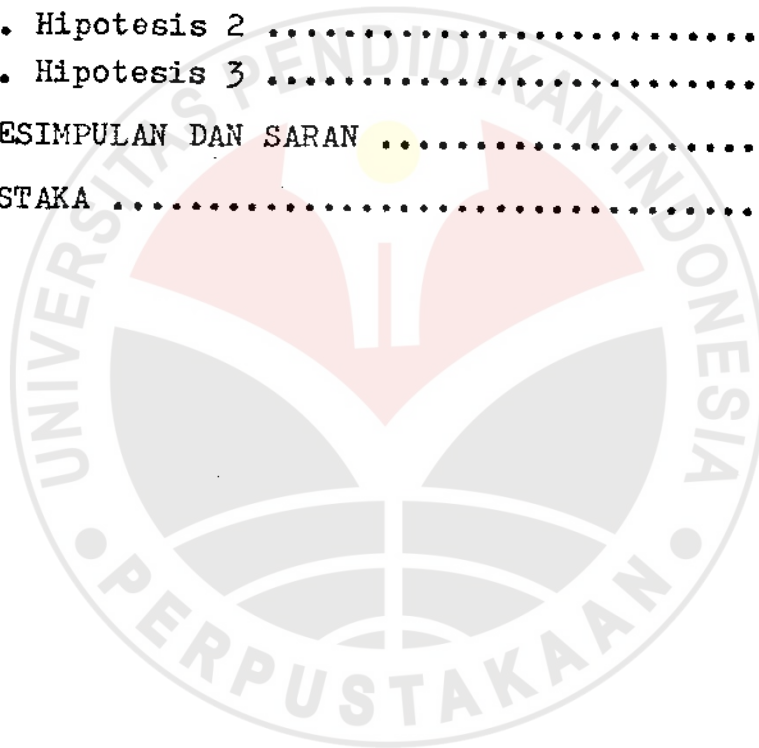 . Hipotesis 2 ..............................
. Hipotesis 3 ..............................
ESIMPULAN DAN SARAN ...................
STAKA .................................
UNIVERSITAS PENDIDIKAN INDONESIA
PERPUSTAKAAN